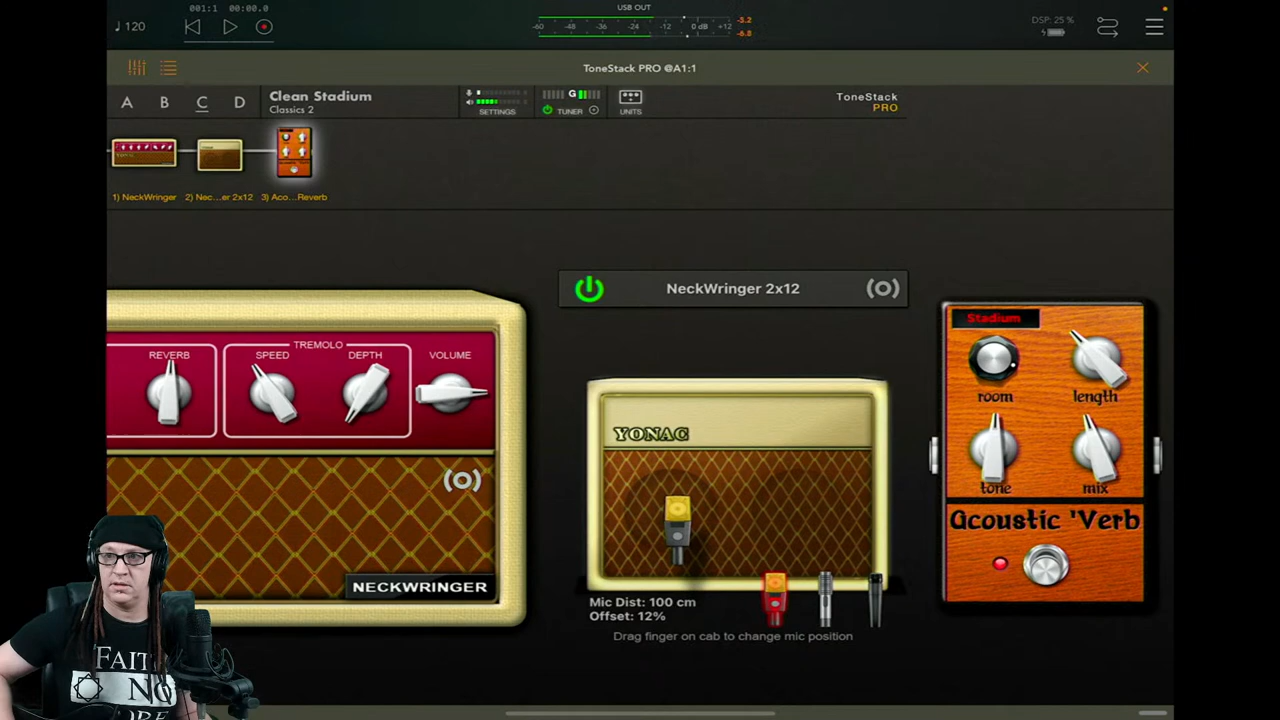 USB OUT
001:1 00:00.0
♩ 120
-60 -48 -36 -24 -12 0 dB +12
-5.2
-6.8
DSP: 25 %
ToneStack PRO @A1:1
A B C D
Clean Stadium
Classics 2
SETTINGS
G
TUNER
UNITS
ToneStack
PRO
1) NeckWringer 2) Nec...er 2x12 3) Aco...Reverb
NeckWringer 2x12
REVERB
TREMOLO
SPEED DEPTH
VOLUME
NECKWRINGER
YONAC
Mic Dist: 100 cm
Offset: 12%
Drag finger on cab to change mic position
Stadium
room length
tone mix
Acoustic 'Verb
FAIT
NO